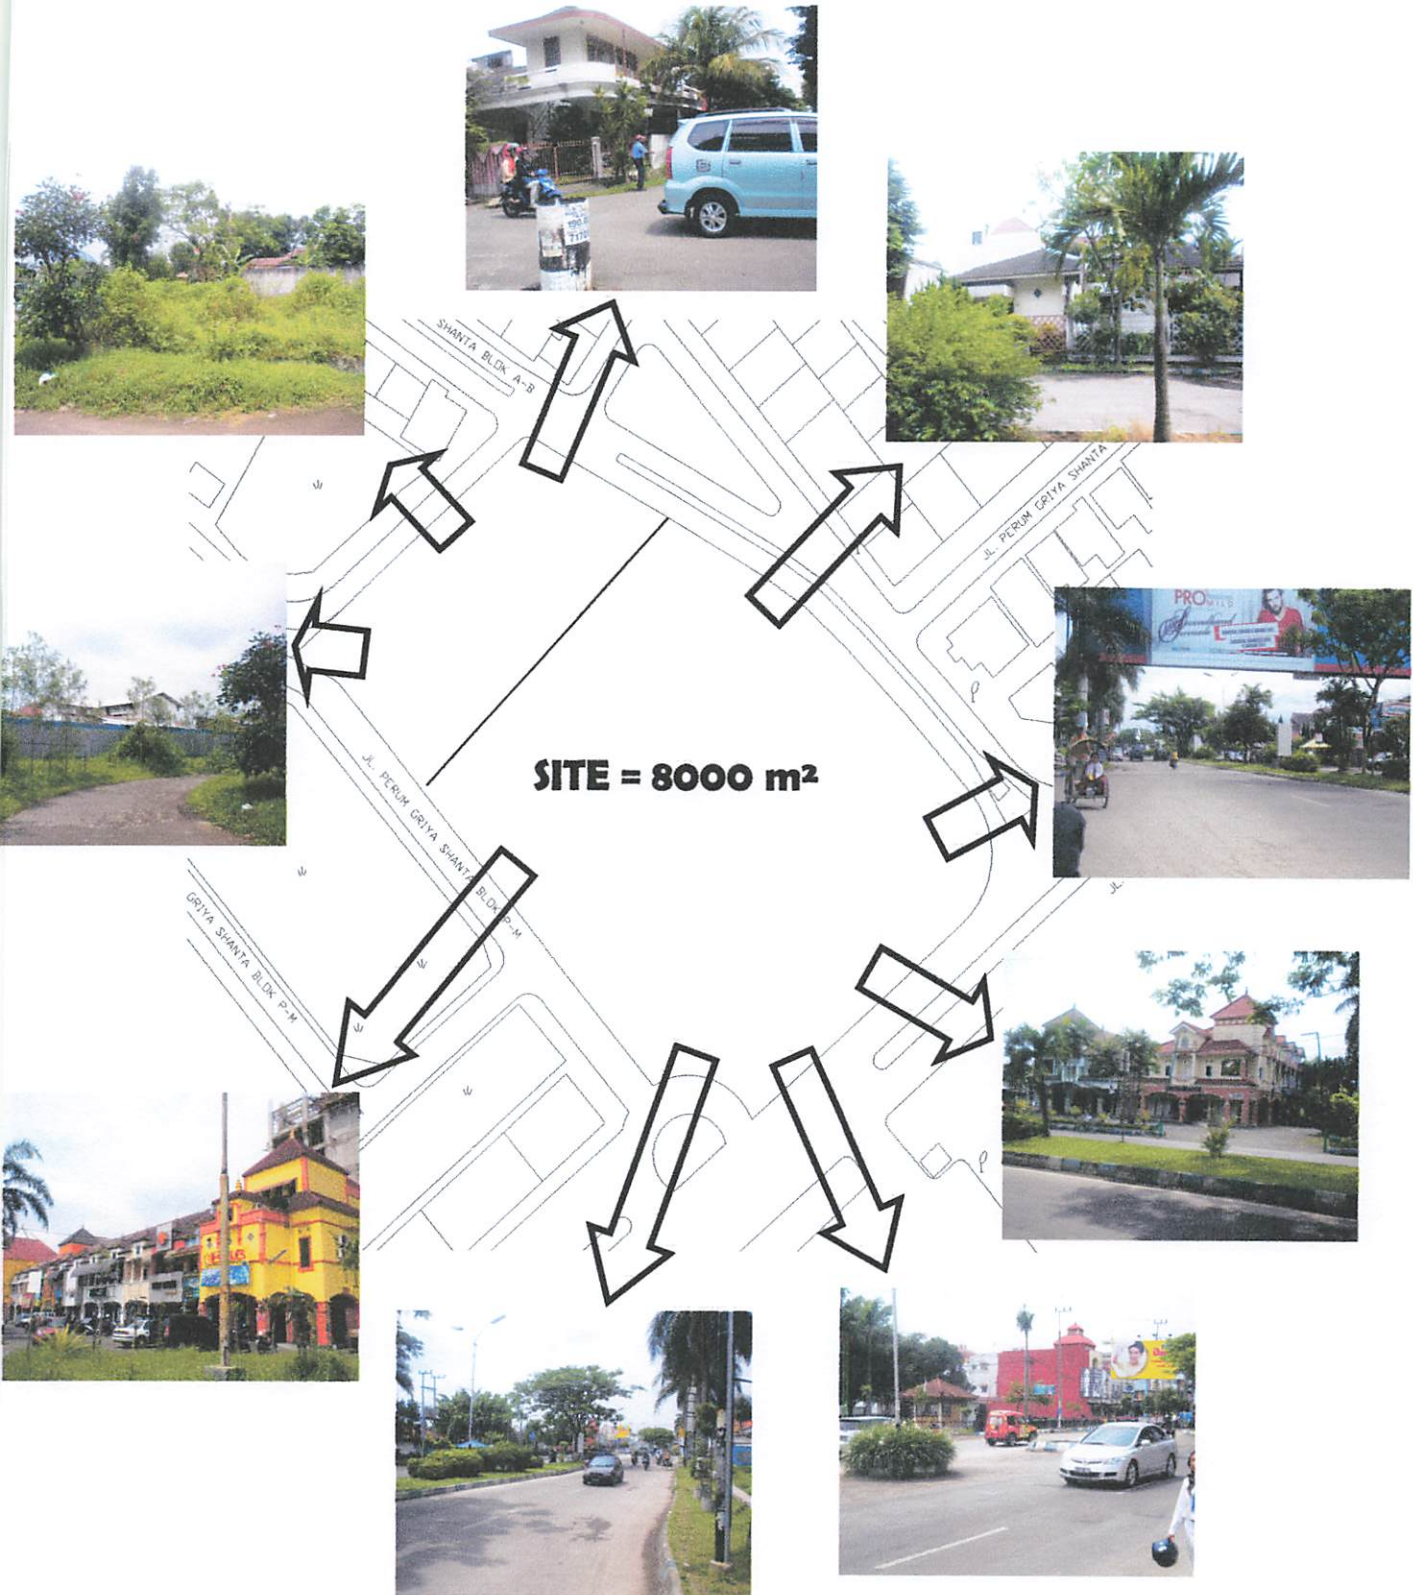 SHANTA BLOK A-B
JL. PERUM GRIYA SHANTA
PRO
MILD
SITE = 8000 m²
JL. PERUM GRIYA SHANTA BLOK P-M
JL.
GRIYA SHANTA BLOK P-M
P
P